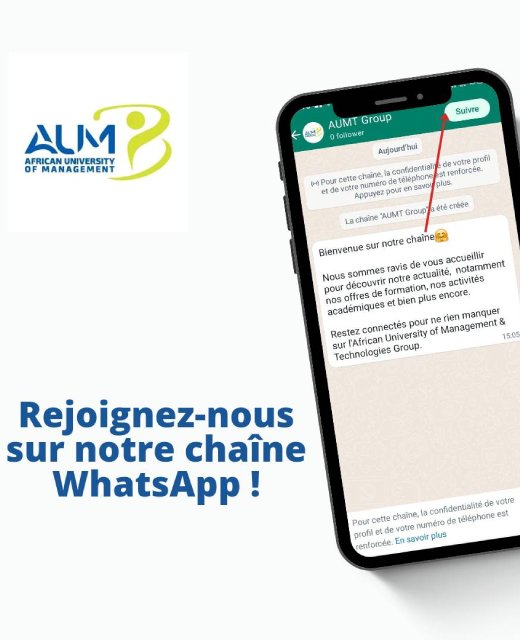 AUM
AFRICAN UNIVERSITY
OF MANAGEMENT
AUMT Group
0 follower
Suivre
Aujourd'hui
Pour cette chaîne, la confidentialité de votre profil
et de votre numéro de téléphone est renforcée.
Appuyez pour en savoir plus.
La chaîne "AUMT Group" a été créée
Bienvenue sur notre chaîne🤗
Nous sommes ravis de vous accueillir
pour découvrir notre actualité, notamment
nos offres de formation, nos activités
académiques et bien plus encore.
Restez connectés pour ne rien manquer
sur l'African University of Management &
Technologies Group.
15:05
Rejoignez-nous
sur notre chaîne
WhatsApp !
Pour cette chaîne, la confidentialité de votre
profil et de votre numéro de téléphone est
renforcée. En savoir plus